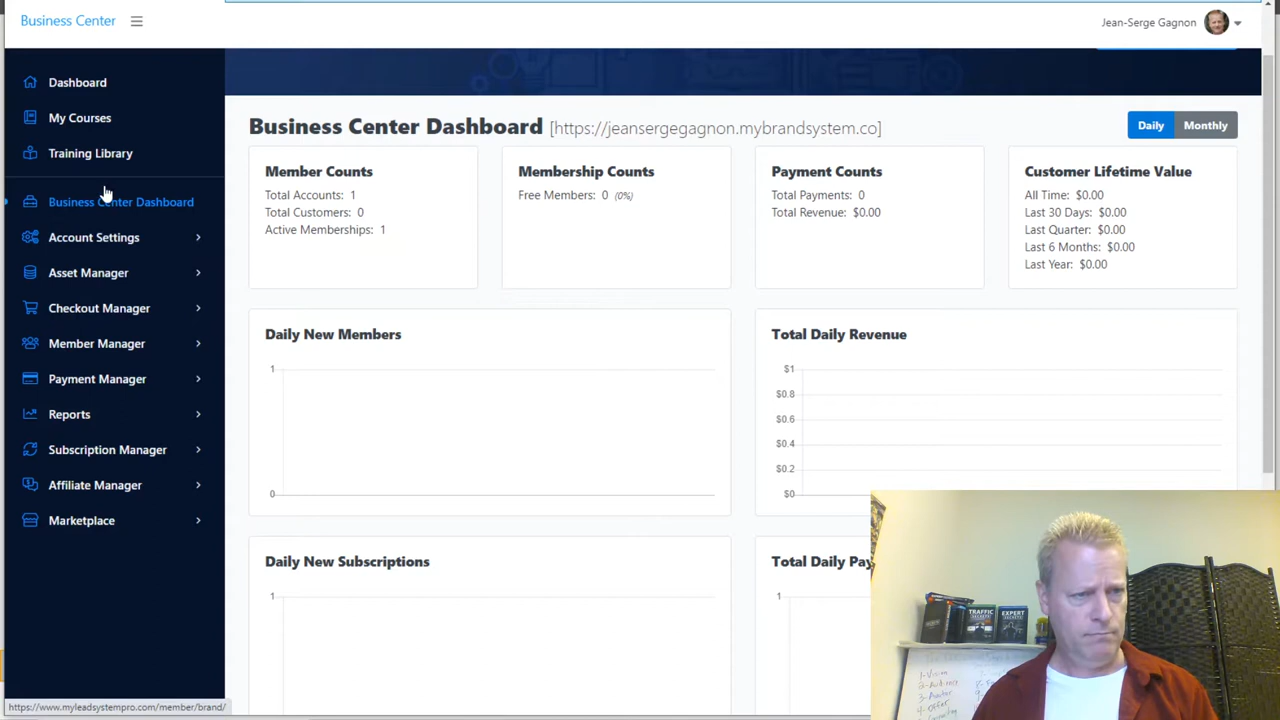 Business Center
Jean-Serge Gagnon
Dashboard
My Courses
Training Library
Business Center Dashboard
Account Settings
Asset Manager
Checkout Manager
Member Manager
Payment Manager
Reports
Subscription Manager
Affiliate Manager
Marketplace
Business Center Dashboard [https://jeansergegagnon.mybrandsystem.co]
Daily Monthly
Member Counts
Total Accounts: 1
Total Customers: 0
Active Memberships: 1
Membership Counts
Free Members: 0 (0%)
Payment Counts
Total Payments: 0
Total Revenue: $0.00
Customer Lifetime Value
All Time: $0.00
Last 30 Days: $0.00
Last Quarter: $0.00
Last 6 Months: $0.00
Last Year: $0.00
Daily New Members
1
0
Total Daily Revenue
$1
$0.8
$0.6
$0.4
$0.2
$0
Daily New Subscriptions
1
Total Daily Pay
1
TRAFFIC
SECRETS
EXPERT
SECRETS
1-Vision
https://www.myleadsystempro.com/member/brand/